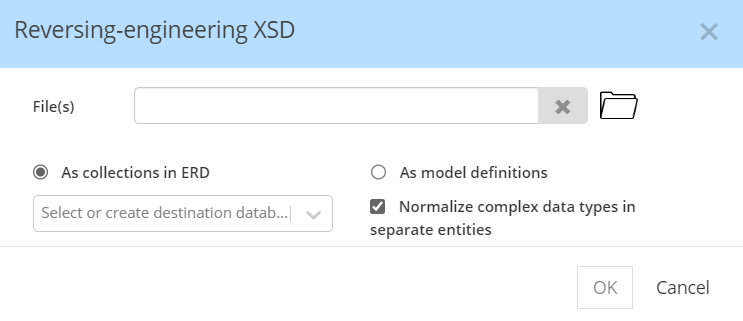 Reversing-engineering XSD
File(s)
As collections in ERD
As model definitions
Select or create destination datab...
Normalize complex data types in
separate entities
OK
Cancel